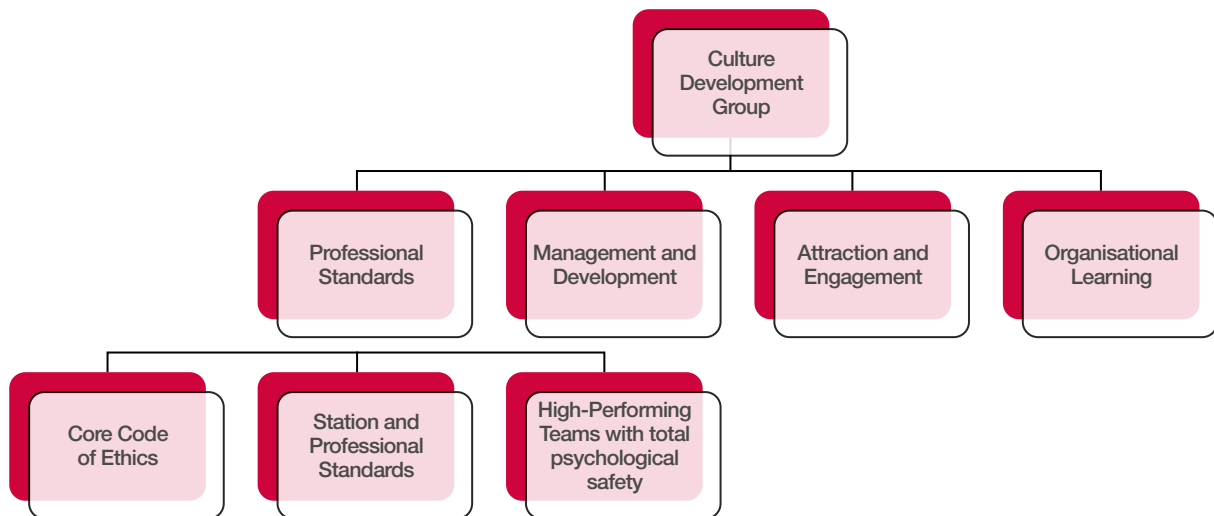 Culture
Development
Group
Professional
Standards
Management and
Development
Attraction and
Engagement
Organisational
Learning
Core Code
of Ethics
Station and
Professional
Standards
High-Performing
Teams with total
psychological
safety